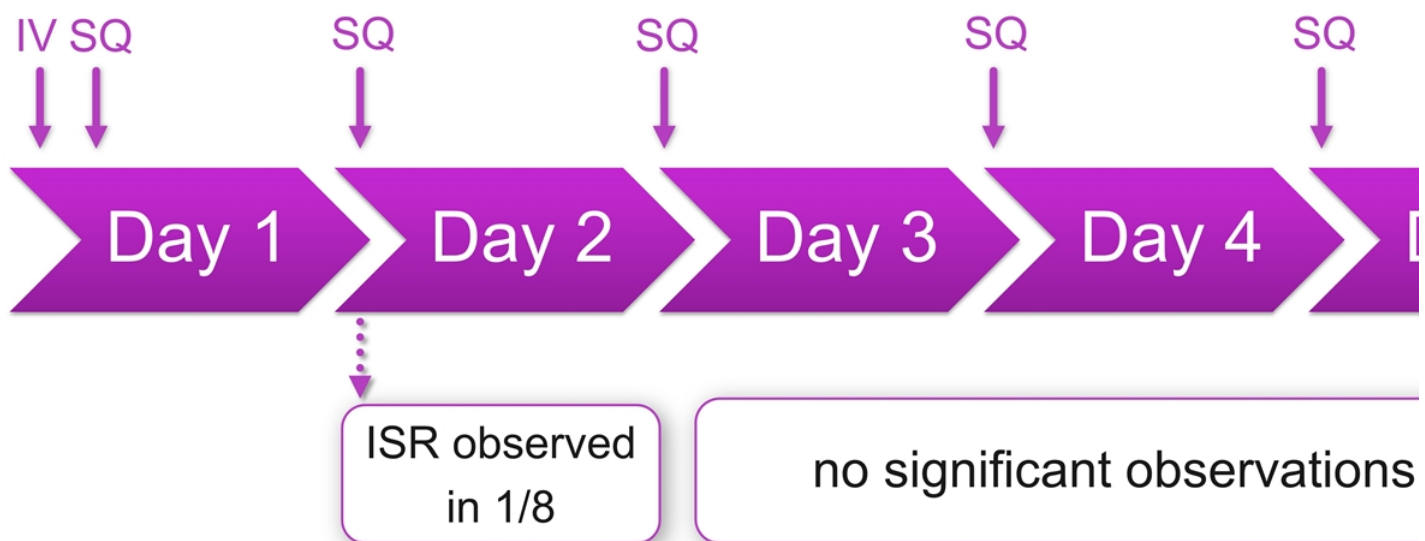 IV SQ SQ SQ SQ SQ
Day 1 Day 2 Day 3 Day 4
ISR observed
in 1/8
no significant observations